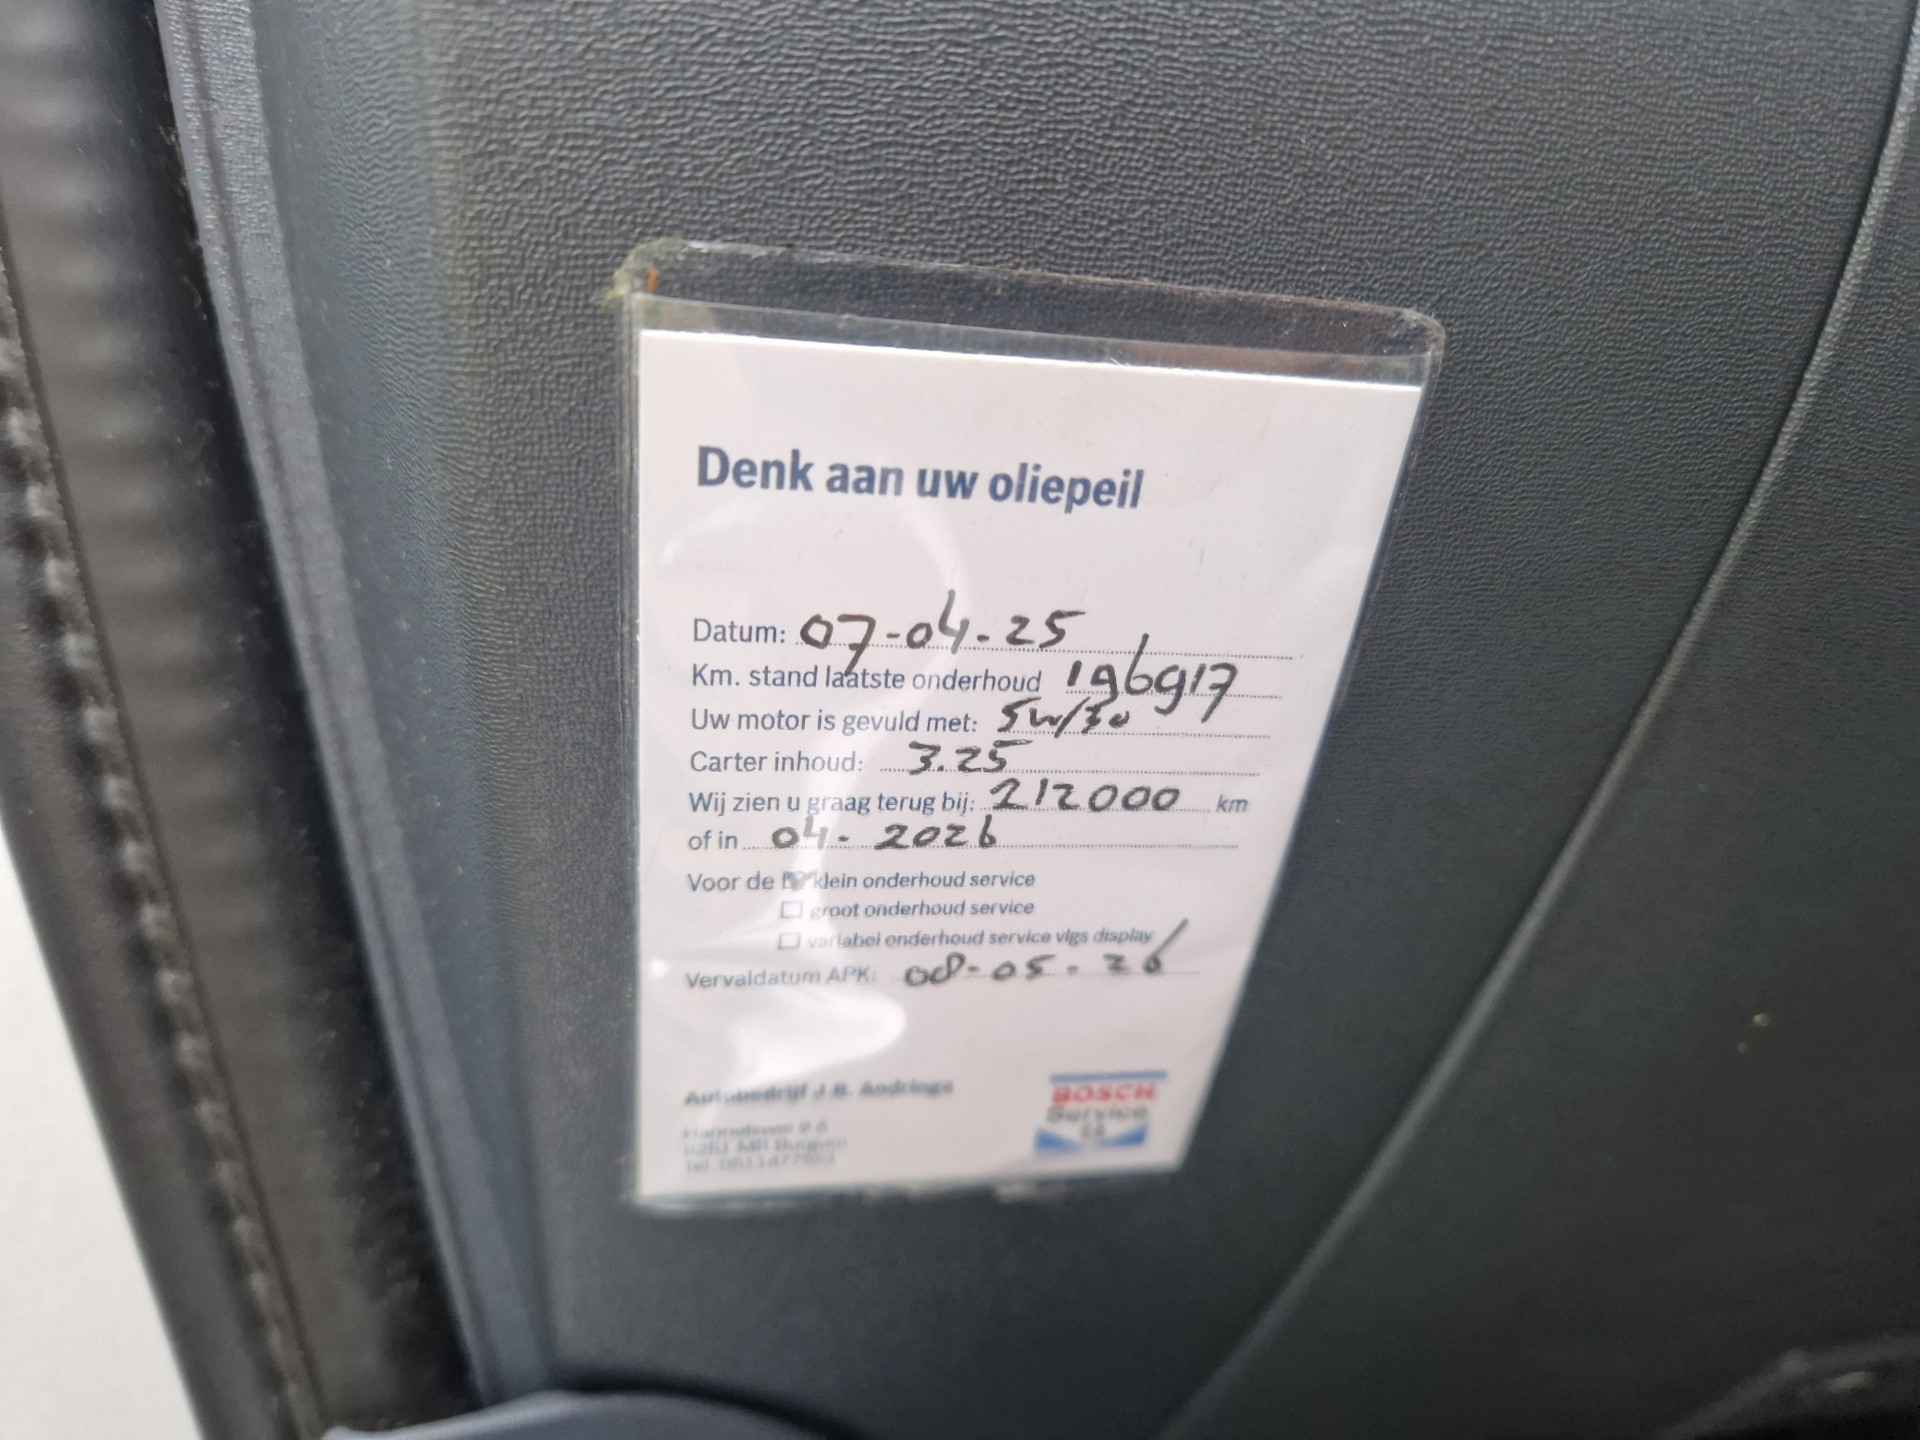 Denk aan uw oliepeil
Datum: 07-04-25
Km. stand laatste onderhoud 196917
Uw motor is gevuld met: 5w/30
Carter inhoud: 3.25
Wij zien u graag terug bij: 212000 km
of in 04-2026
Voor de klein onderhoud service
groot onderhoud service
variabel onderhoud service vlgs display
Vervaldatum APK: 08-05-26
Autobedrijf J.B. Andringa
BOSCH
Service